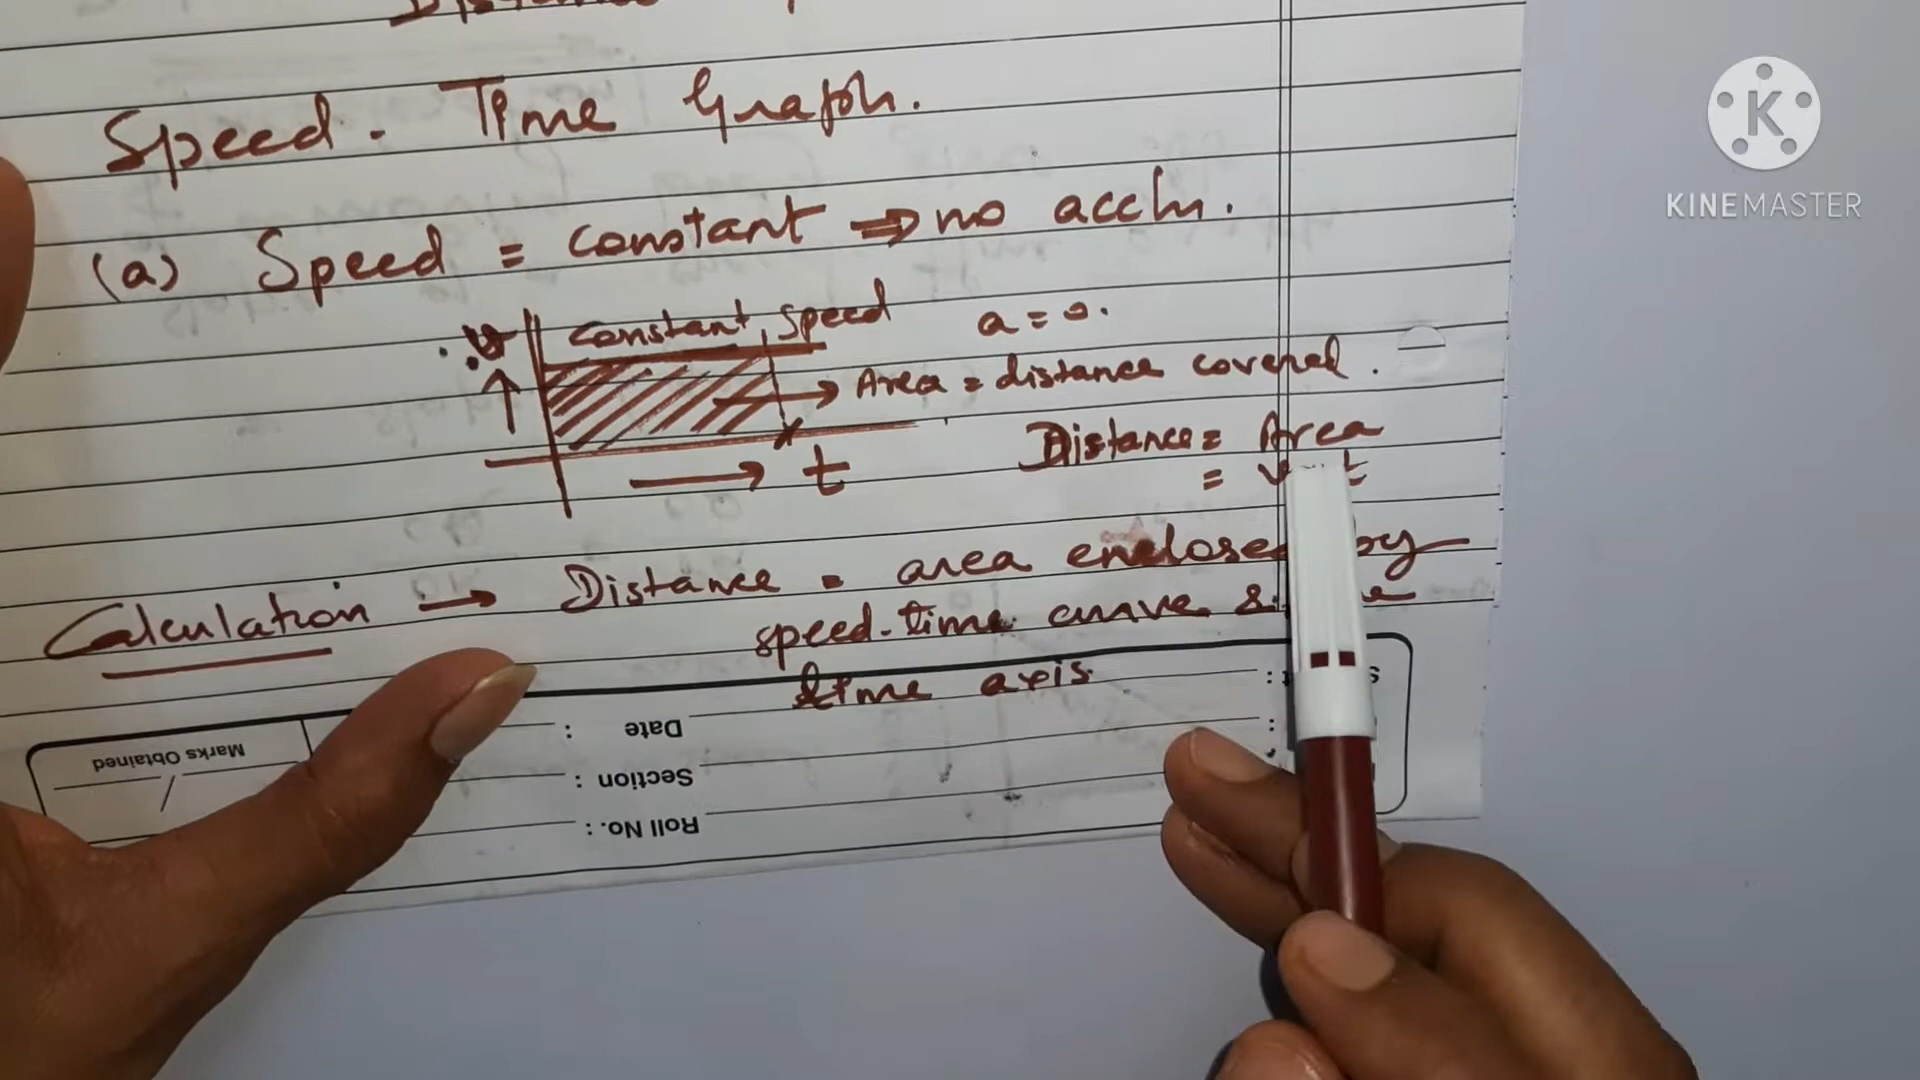 Speed. Time Graph.
(a) Speed = constant ⇒ no accln.
v
constant speed
a = 0.
Area = distance covered.
Distance = Area
= v t
t
Calculation → Distance = area enclosed by
speed-time curve &
time axis
Marks Obtained
Date :
Section :
Roll No. :
K
KINEMASTER